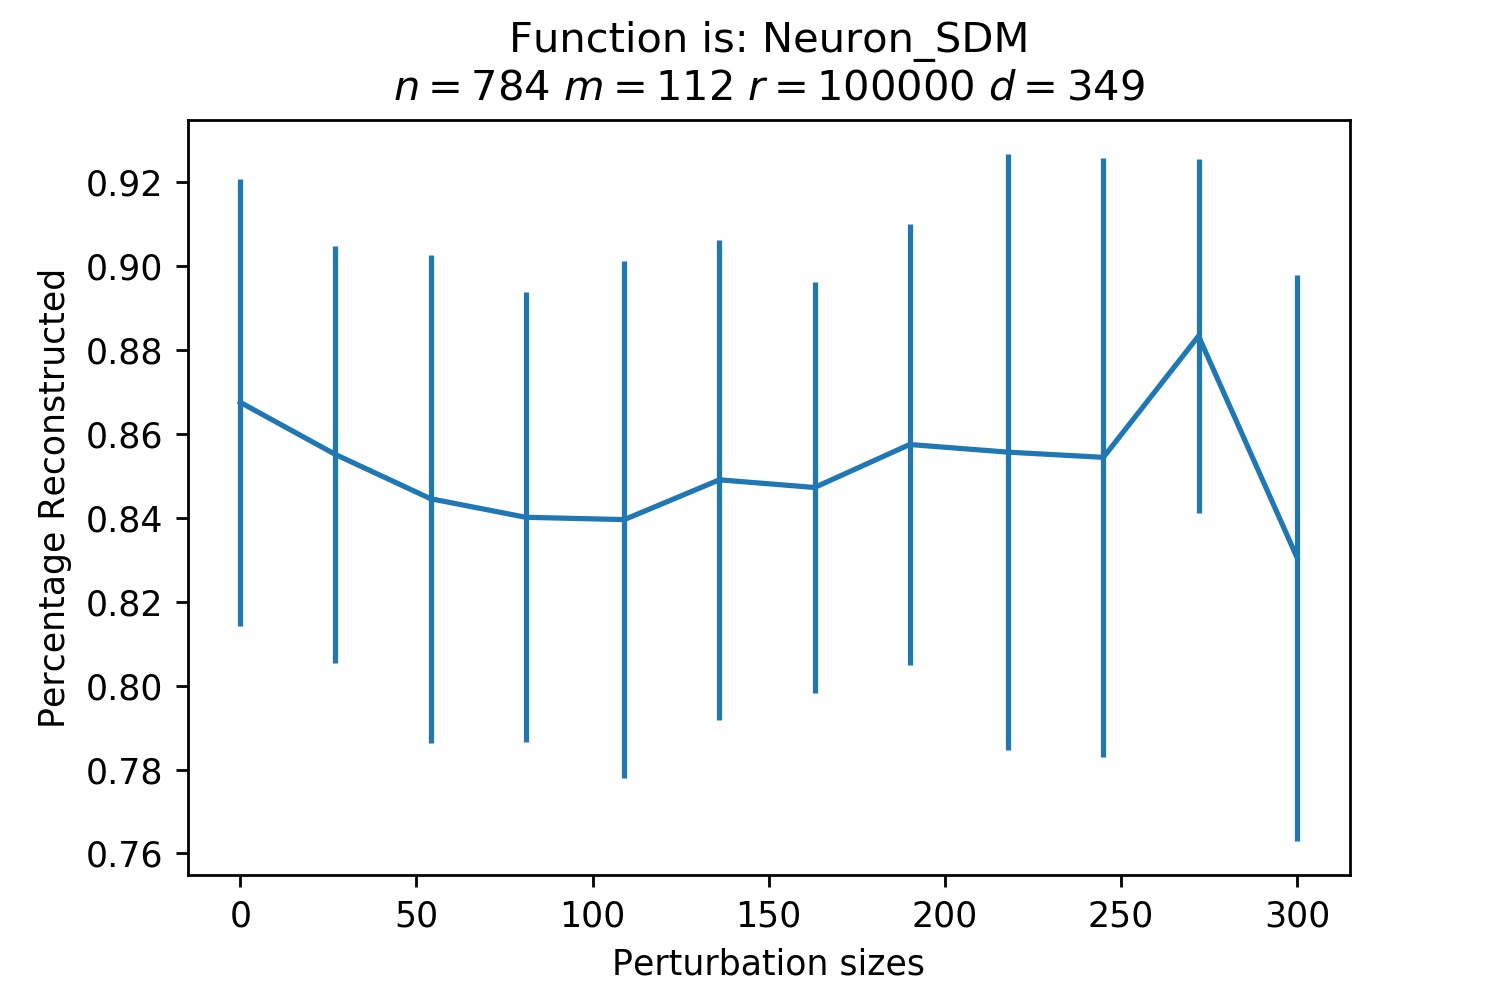 Function is: Neuron_SDM
n = 784 m = 112 r = 100000 d = 349
Percentage Reconstructed
0.92
0.90
0.88
0.86
0.84
0.82
0.80
0.78
0.76
0 50 100 150 200 250 300
Perturbation sizes